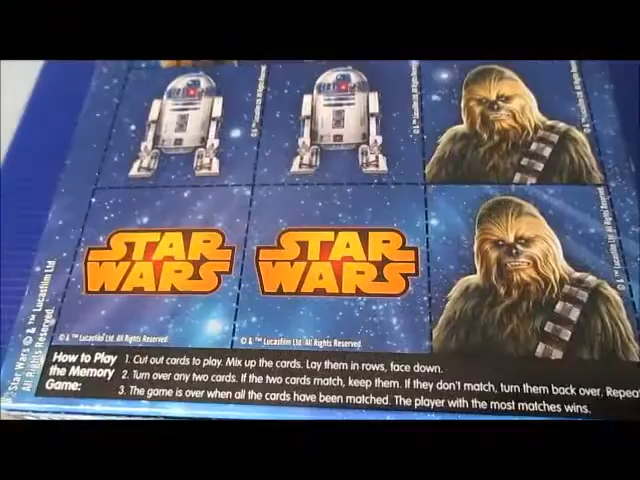 STAR
WARS
STAR
WARS
© & ™ Lucasfilm Ltd. All Rights Reserved.
© & ™ Lucasfilm Ltd. All Rights Reserved.
Star Wars © & ™ Lucasfilm Ltd.
All Rights Reserved.
How to Play
the Memory
Game:
1. Cut out cards to play. Mix up the cards. Lay them in rows, face down.
2. Turn over any two cards. If the two cards match, keep them. If they don't match, turn them back over. Repeat
3. The game is over when all the cards have been matched. The player with the most matches wins.